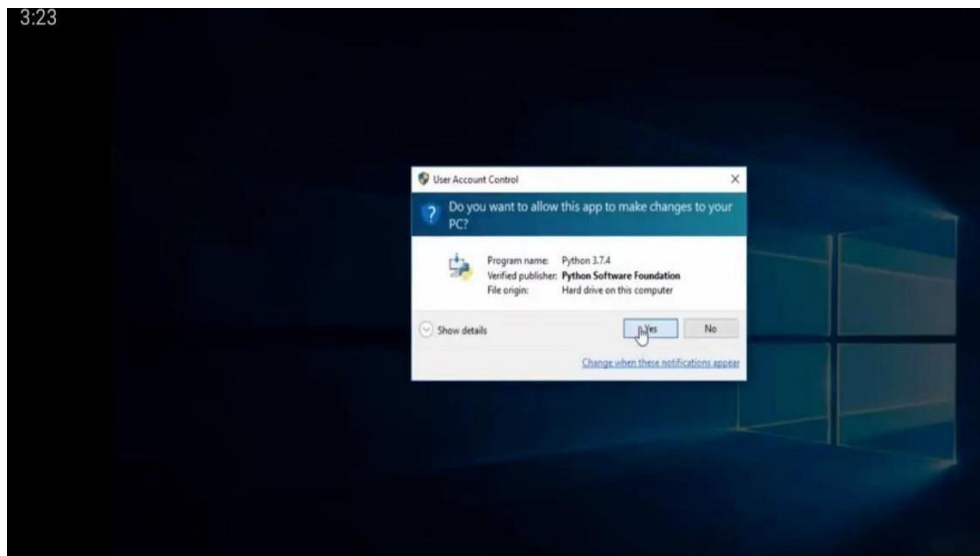 3:23
User Account Control
Do you want to allow this app to make changes to your
PC?
Program name: Python 3.7.4
Verified publisher: Python Software Foundation
File origin: Hard drive on this computer
Show details
Yes
No
Change when these notifications appear